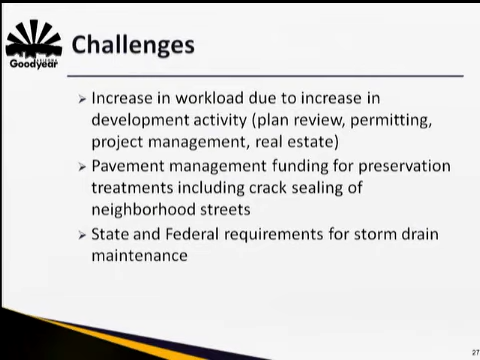 Challenges
ARIZONA
Goodyear
➢ Increase in workload due to increase in
development activity (plan review, permitting,
project management, real estate)
➢ Pavement management funding for preservation
treatments including crack sealing of
neighborhood streets
➢ State and Federal requirements for storm drain
maintenance
27